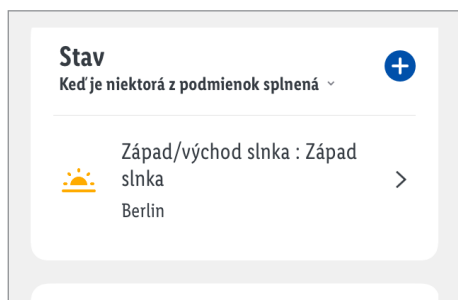 Stav
Keď je niektorá z podmienok splnená
Západ/východ slnka : Západ
slnka
Berlin